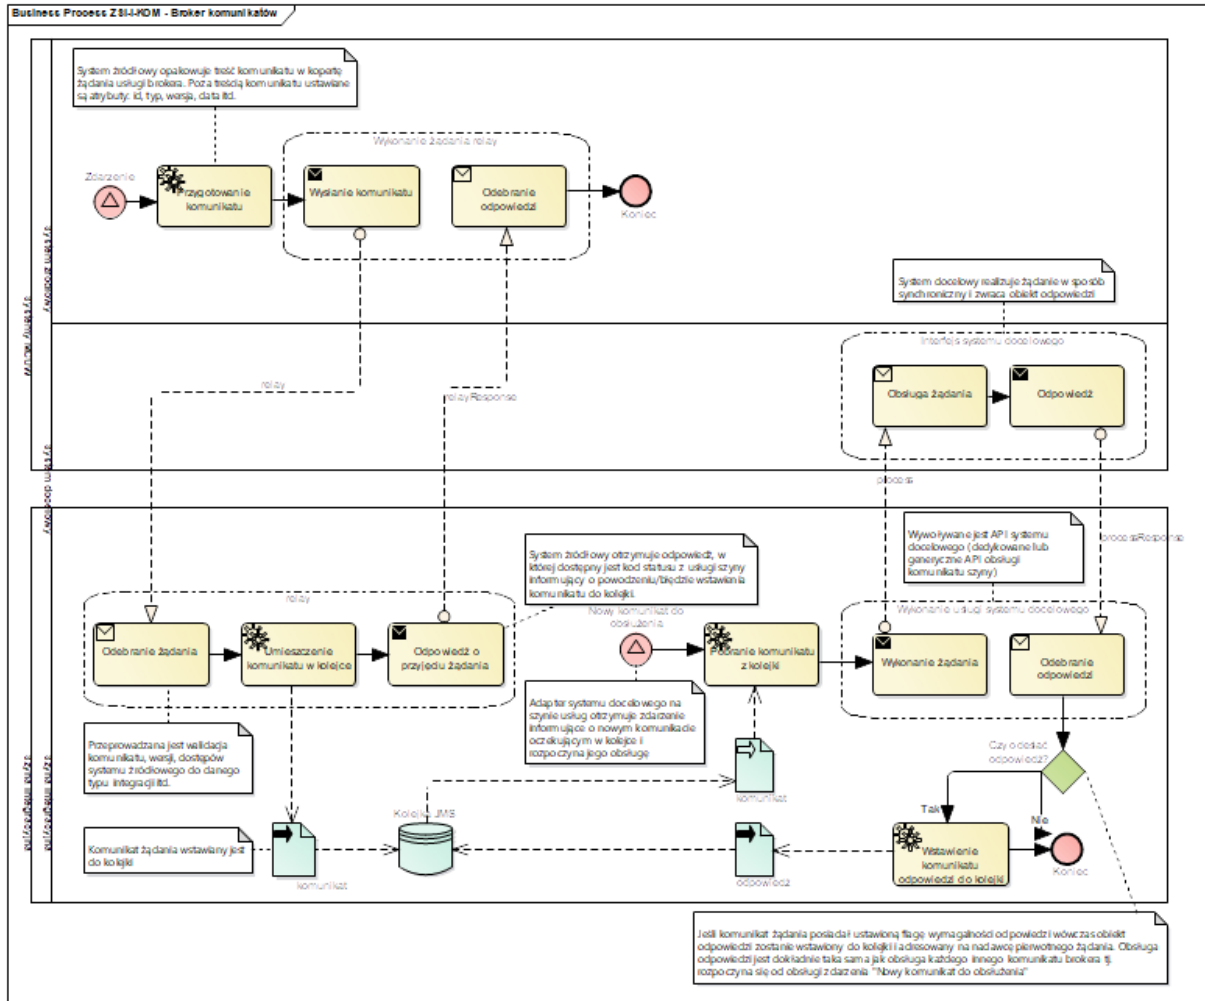 Business Process ZSI-I-KOM - Broker komunikatów
System źródłowy opakowuje treść komunikatu w kopertę
żądania usługi brokera. Poza treścią komunikatu ustawiane
są atrybuty: id, typ, wersja, data itd.
Wykonanie żądania relay
Zdarzenie
Przygotowanie
komunikatu
Wysłanie komunikatu
Odebranie
odpowiedzi
Koniec
system źródłowy
System docelowy realizuje żądanie w sposób
synchroniczny i zwraca obiekt odpowiedzi
Interfejs systemu docelowego
Obsługa żądania
Odpowiedź
relay
relayResponse
system docelowy
process
processResponse
Wywoływane jest API systemu
docelowego (dedykowane lub
generyczne API obsługi
komunikatu szyny)
System źródłowy otrzymuje odpowiedź, w
której dostępny jest kod statusu z usługi szyny
informujący o powodzeniu/błędzie wstawienia
komunikatu do kolejki.
relay
Nowy komunikat do
obsłużenia
Wykonanie usługi systemu docelowego
Odebranie żądania
Umieszczenie
komunikatu w kolejce
Odpowiedź o
przyjęciu żądania
Pobranie komunikatu
z kolejki
Wykonanie żądania
Odebranie
odpowiedzi
Adapter systemu docelowego na
szynie usług otrzymuje zdarzenie
informujące o nowym komunikacie
oczekującym w kolejce i
rozpoczyna jego obsługę
Przeprowadzana jest walidacja
komunikatu, wersji, dostępów
systemu źródłowego do danego
typu integracji itd.
Czy odesłać
odpowiedź?
komunikat
Kolejka JMS
Tak
Nie
Komunikat żądania wstawiany jest
do kolejki
komunikat
odpowiedź
Wstawienie
komunikatu
odpowiedzi do kolejki
Koniec
szyna integracyjna
szyna integracyjna
Jeśli komunikat żądania posiadał ustawioną flagę wymagalności odpowiedzi wówczas obiekt
odpowiedzi zostanie wstawiony do kolejki i adresowany na nadawcę pierwotnego żądania. Obsługa
odpowiedzi jest dokładnie taka sama jak obsługa każdego innego komunikatu brokera tj.
rozpoczyna się od obsługi zdarzenia "Nowy komunikat do obsłużenia"